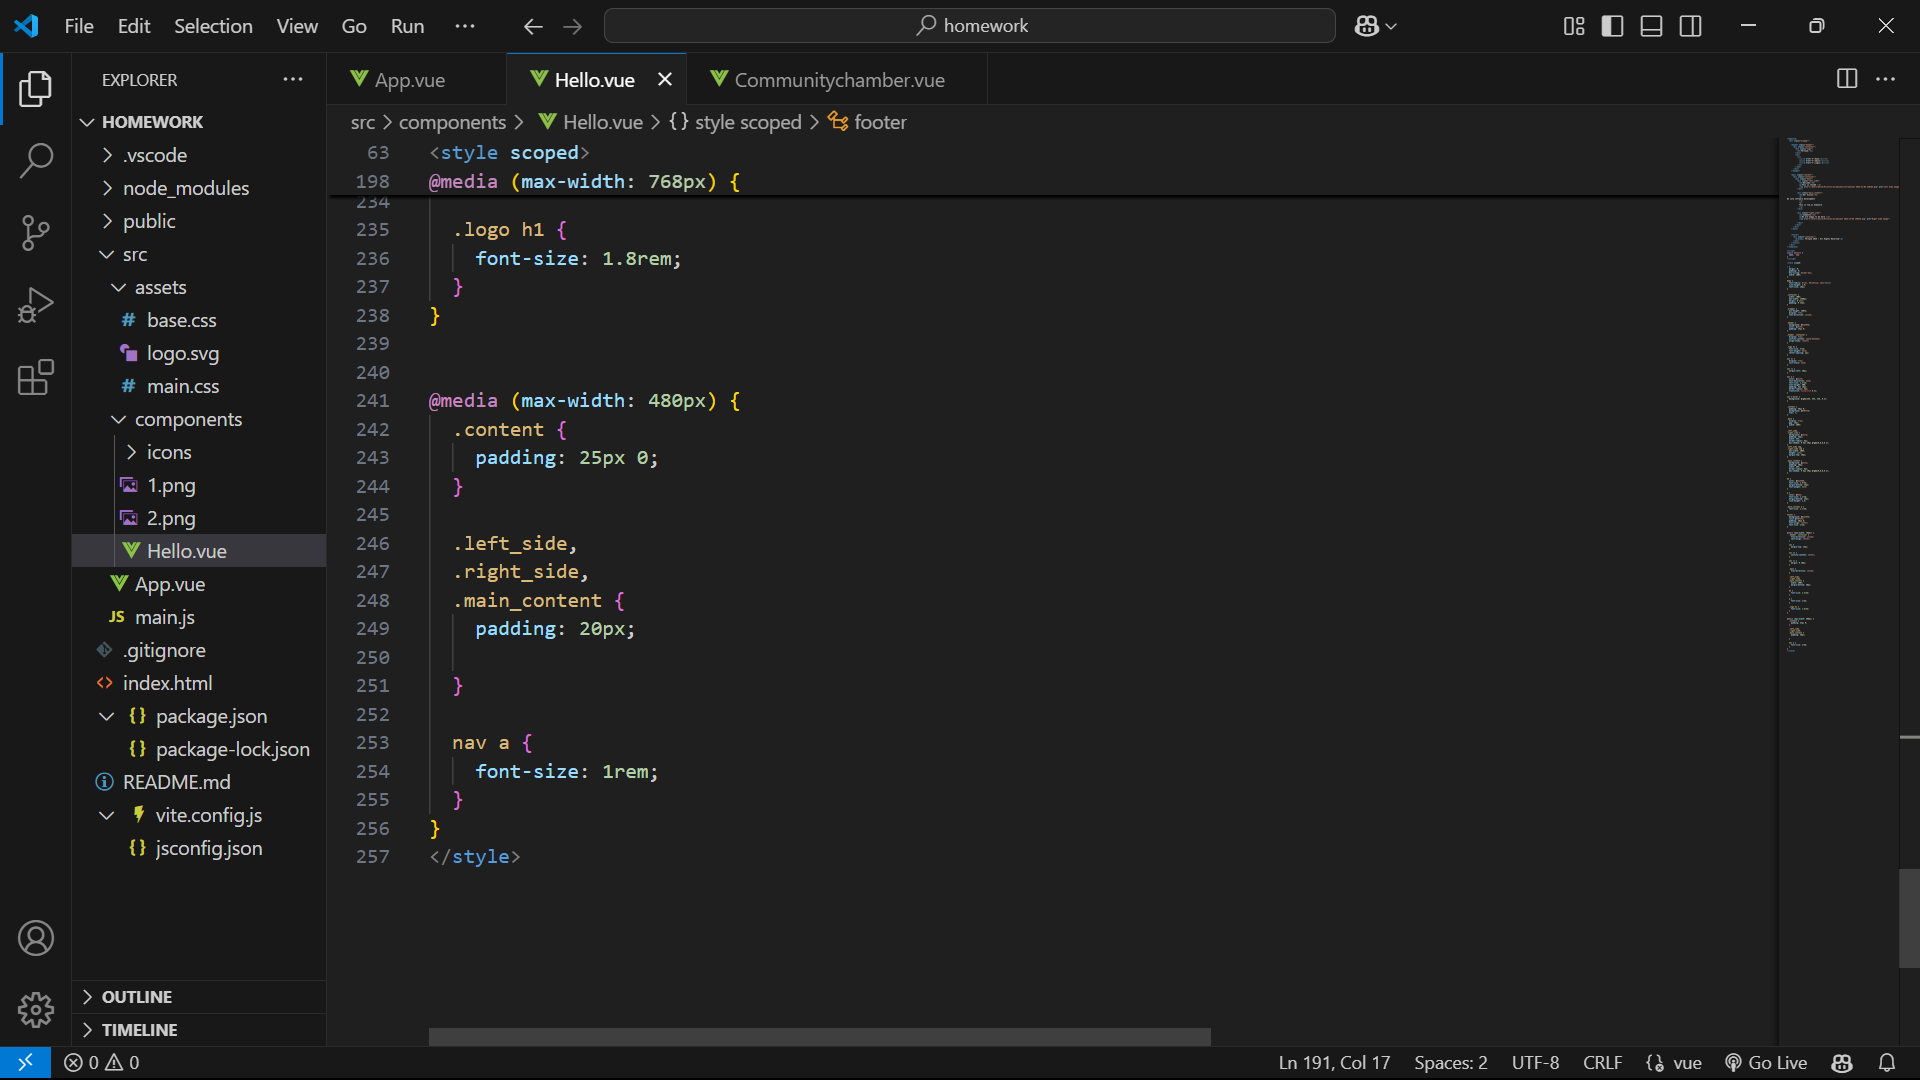 File Edit Selection View Go Run ··· homework
EXPLORER ···
HOMEWORK
.vscode
node_modules
public
src
assets
# base.css
logo.svg
# main.css
components
icons
1.png
2.png
Hello.vue
App.vue
JS main.js
.gitignore
<> index.html
{} package.json
{} package-lock.json
README.md
vite.config.js
{} jsconfig.json
OUTLINE
TIMELINE
App.vue Hello.vue Communitychamber.vue
src > components > Hello.vue > {} style scoped > footer
63 <style scoped>
198 @media (max-width: 768px) {
234
235 .logo h1 {
236 font-size: 1.8rem;
237 }
238 }
239
240
241 @media (max-width: 480px) {
242 .content {
243 padding: 25px 0;
244 }
245
246 .left_side,
247 .right_side,
248 .main_content {
249 padding: 20px;
250
251 }
252
253 nav a {
254 font-size: 1rem;
255 }
256 }
257 </style>
0 0 Ln 191, Col 17 Spaces: 2 UTF-8 CRLF vue Go Live